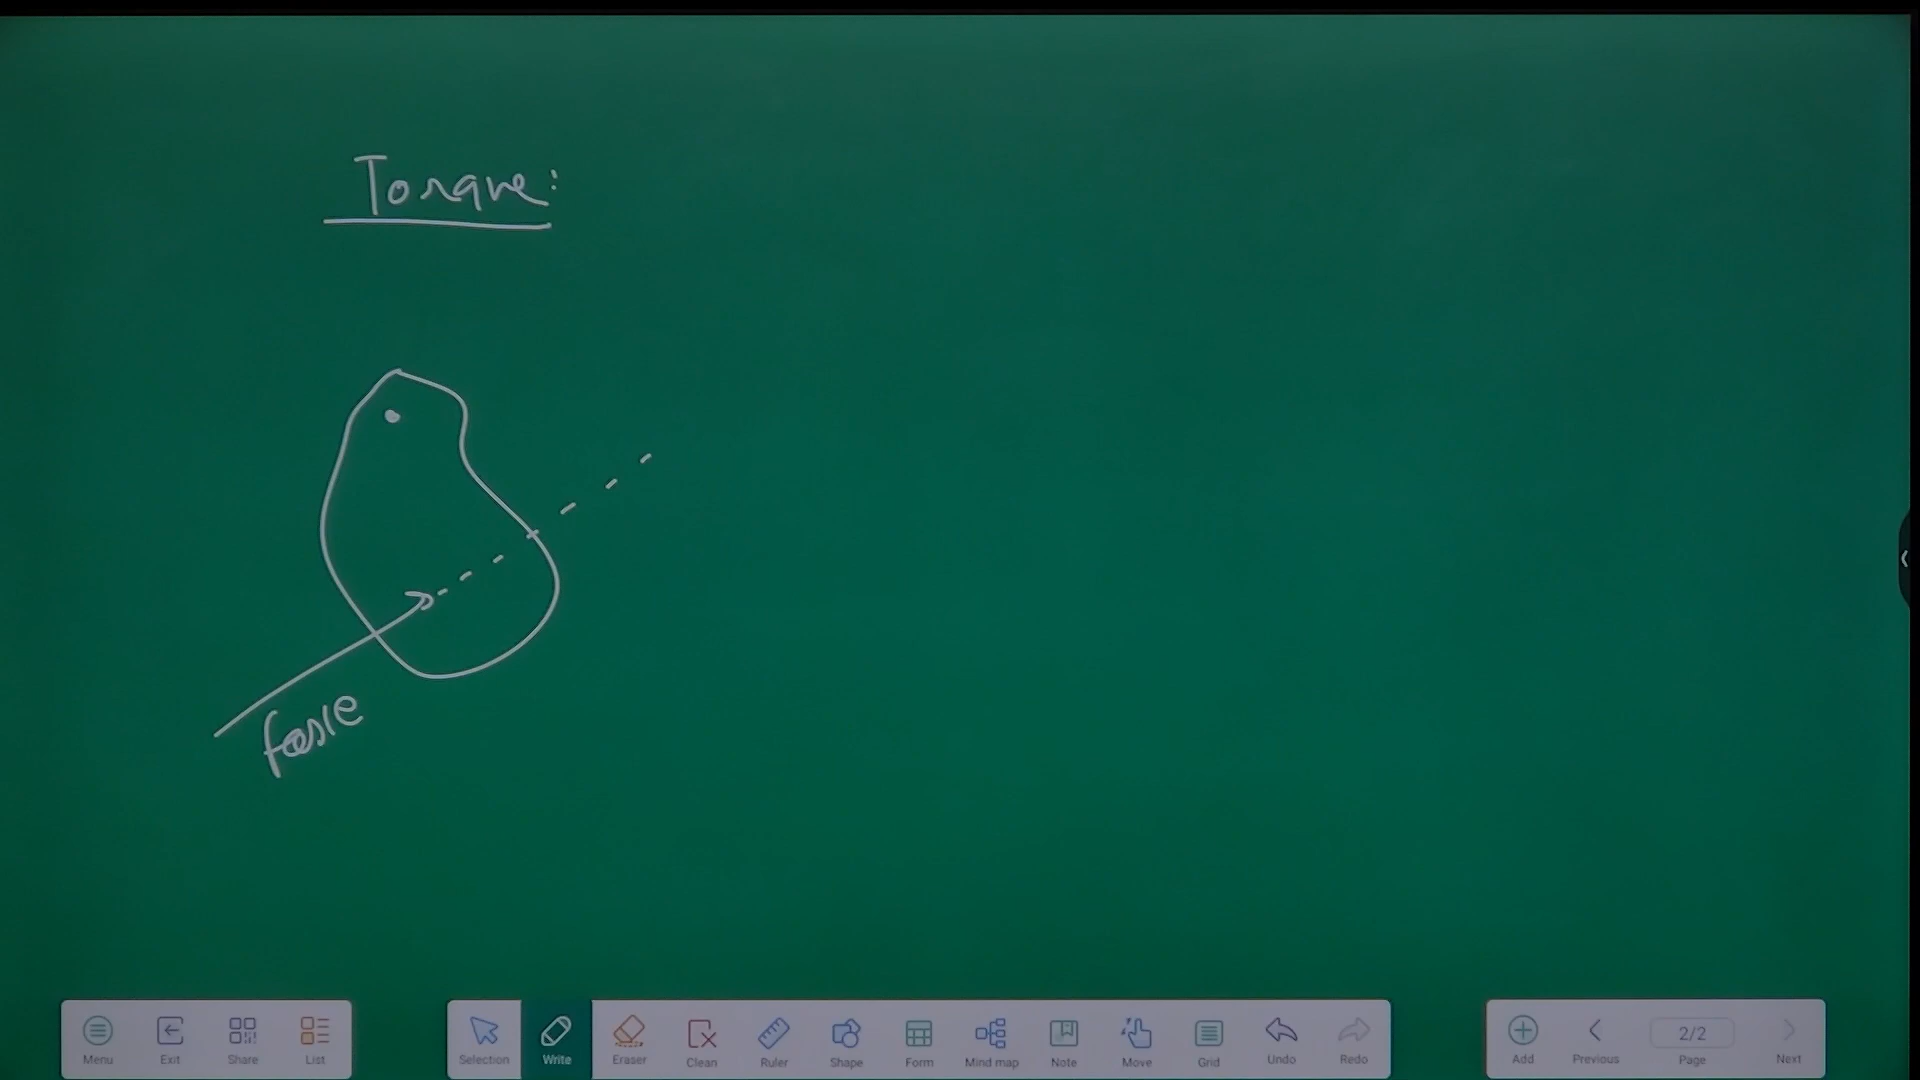 Torque:
force
Menu
Exit
Share
List
Selection
Write
Eraser
Clean
Ruler
Shape
Form
Mind map
Note
Move
Grid
Undo
Redo
Add
Previous
2/2
Page
Next